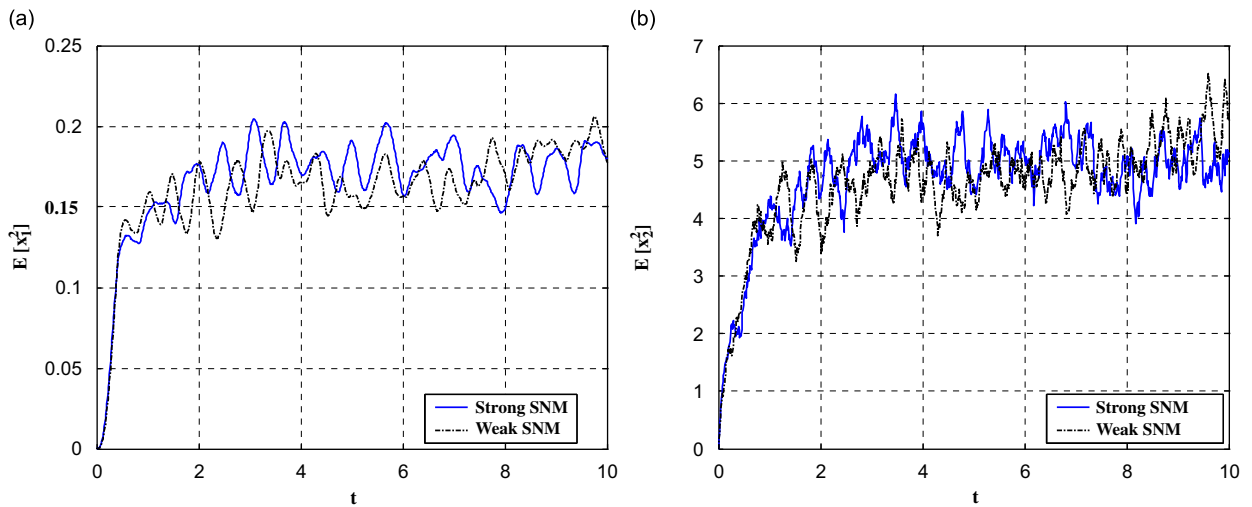 (a)
0.25
0.2
0.15
0.1
0.05
0
E [x₁²]
0 2 4 6 8 10
t
Strong SNM
Weak SNM
(b)
7
6
5
4
3
2
1
0
E [x₂²]
0 2 4 6 8 10
t
Strong SNM
Weak SNM